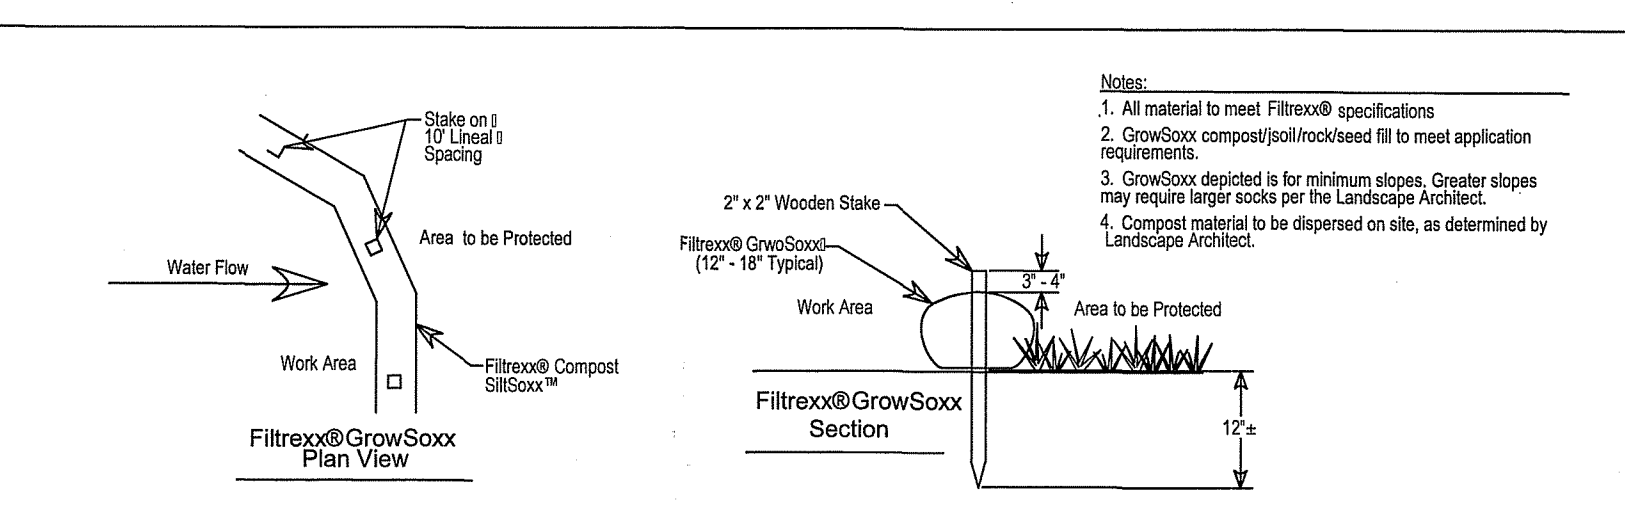 Stake on
10' Lineal
Spacing
Area to be Protected
Water Flow
Work Area
Filtrexx® Compost
SiltSoxx™
Filtrexx®GrowSoxx
Plan View
2" x 2" Wooden Stake
Filtrexx® GrwoSoxx
(12" - 18" Typical)
3" - 4"
Work Area
Area to be Protected
Filtrexx®GrowSoxx
Section
12"±
Notes:
1. All material to meet Filtrexx® specifications
2. GrowSoxx compost/jsoil/rock/seed fill to meet application
requirements.
3. GrowSoxx depicted is for minimum slopes. Greater slopes
may require larger socks per the Landscape Architect.
4. Compost material to be dispersed on site, as determined by
Landscape Architect.